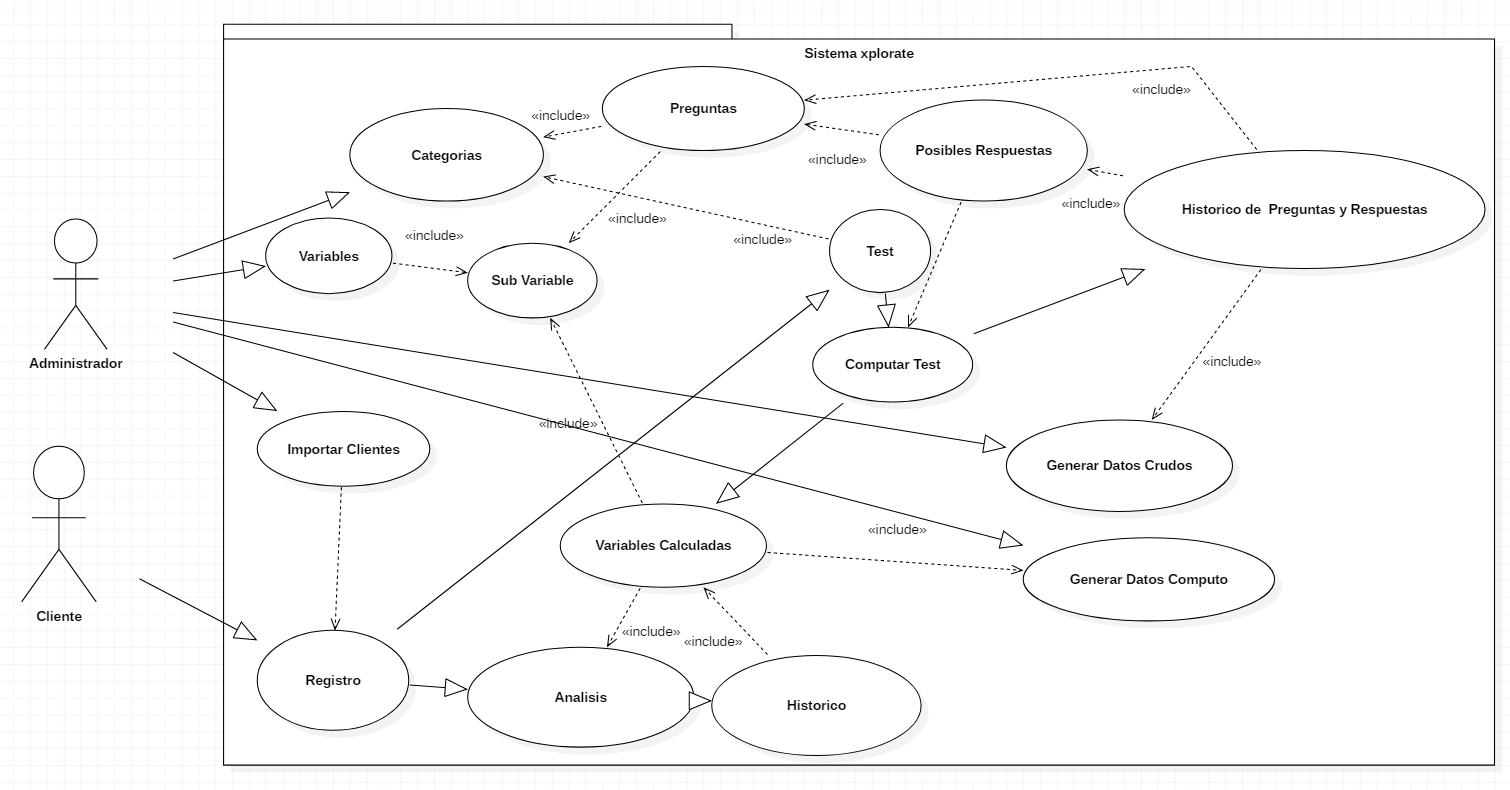 Sistema xplorate
«include»
Preguntas
«include»
Categorias
Posibles Respuestas
«include»
«include»
Historico de  Preguntas y Respuestas
«include»
«include»
«include»
Variables
Sub Variable
Test
Administrador
Computar Test
«include»
«include»
Importar Clientes
Generar Datos Crudos
«include»
Variables Calculadas
Generar Datos Computo
Cliente
«include»
«include»
Registro
Analisis
Historico